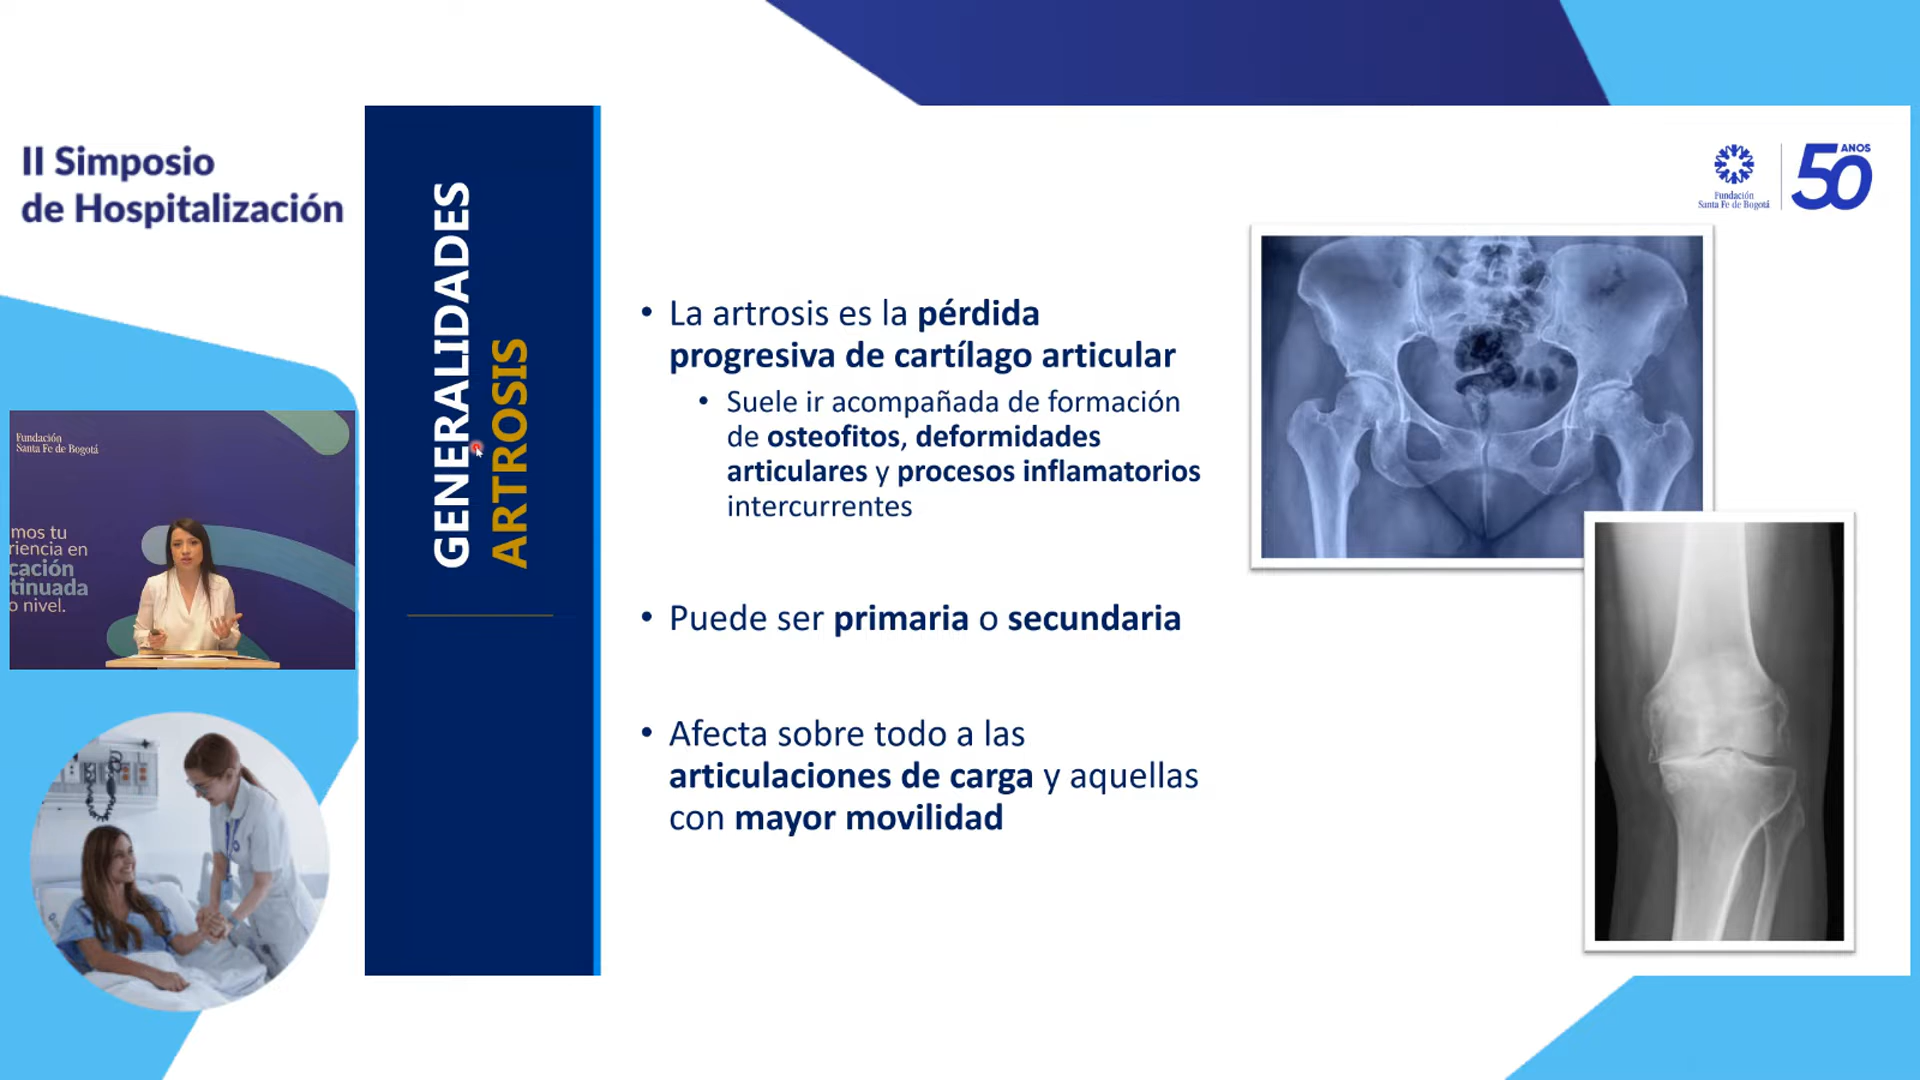 II Simposio
de Hospitalización
Fundación
Santa Fe de Bogotá
mos tu
riencia en
cación
tinuada
o nivel.
GENERALIDADES
ARTROSIS
• La artrosis es la pérdida
progresiva de cartílago articular
• Suele ir acompañada de formación
de osteofitos, deformidades
articulares y procesos inflamatorios
intercurrentes
• Puede ser primaria o secundaria
• Afecta sobre todo a las
articulaciones de carga y aquellas
con mayor movilidad
Fundación
Santa Fe de Bogotá
50 AÑOS